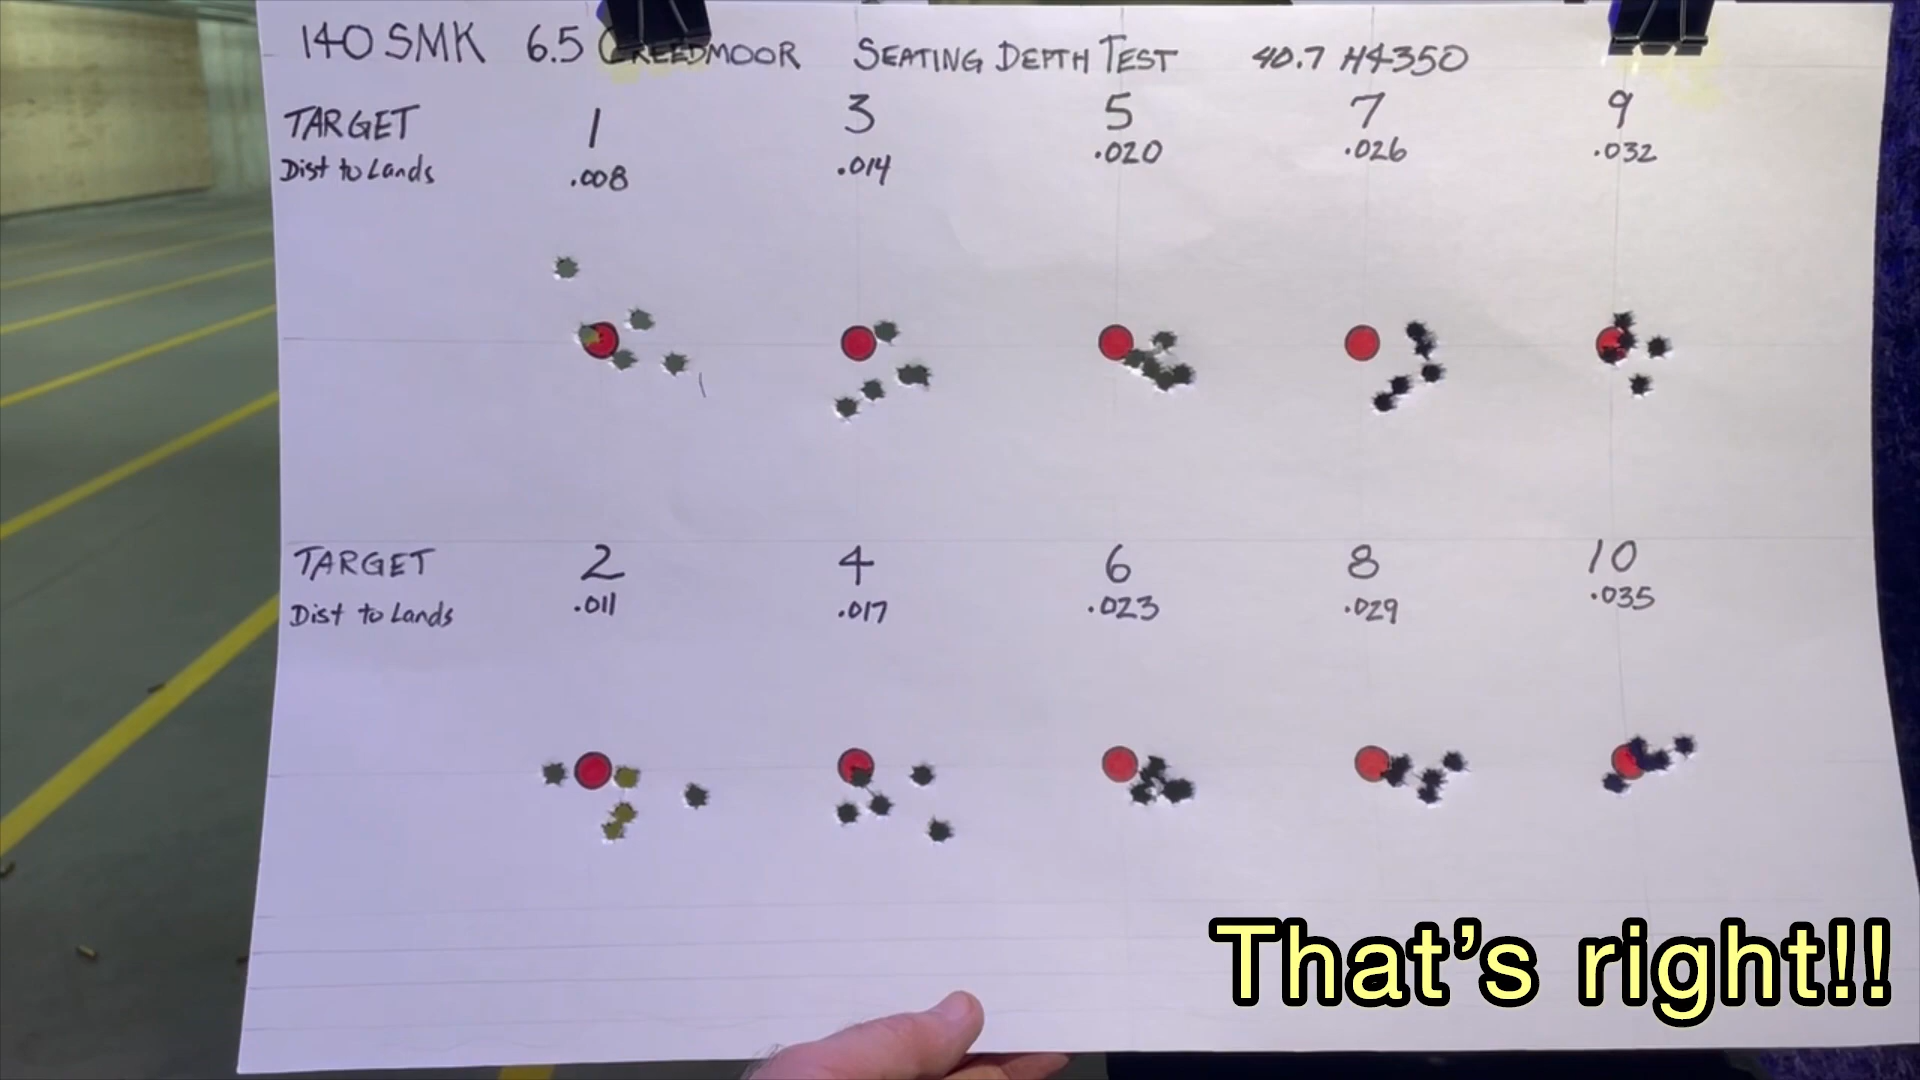 140 SMK 6.5 CREEDMOOR SEATING DEPTH TEST 40.7 H4350
TARGET 1 3 5 7 9
Dist to Lands .008 .014 .020 .026 .032
TARGET 2 4 6 8 10
Dist to Lands .011 .017 .023 .029 .035
That's right!!